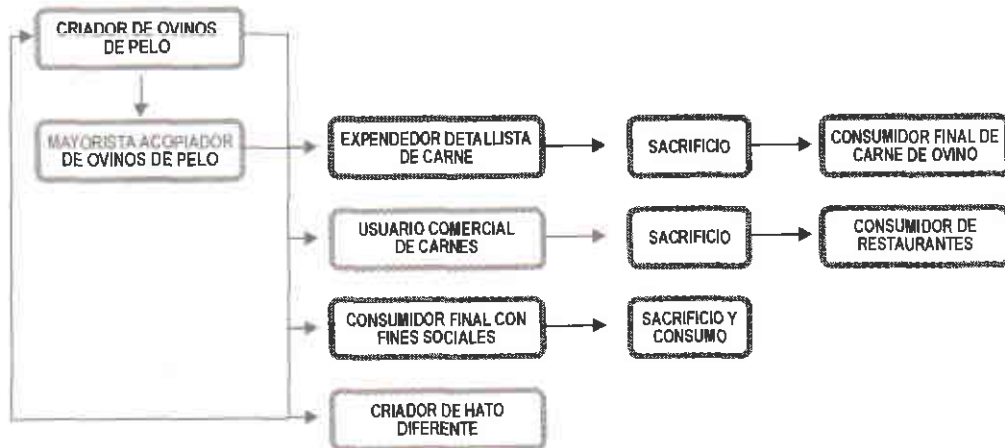 CRIADOR DE OVINOS
DE PELO
MAYORISTA ACOPIADOR
DE OVINOS DE PELO
EXPENDEDOR DETALLISTA
DE CARNE
SACRIFICIO
CONSUMIDOR FINAL DE
CARNE DE OVINO
USUARIO COMERCIAL
DE CARNES
SACRIFICIO
CONSUMIDOR DE
RESTAURANTES
CONSUMIDOR FINAL CON
FINES SOCIALES
SACRIFICIO Y
CONSUMO
CRIADOR DE HATO
DIFERENTE